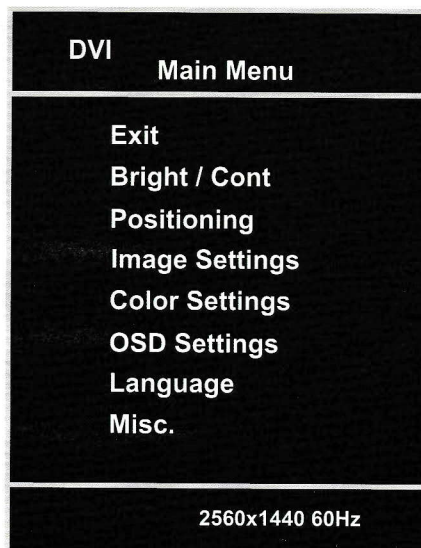 DVI
Main Menu
Exit
Bright / Cont
Positioning
Image Settings
Color Settings
OSD Settings
Language
Misc.
2560x1440 60Hz